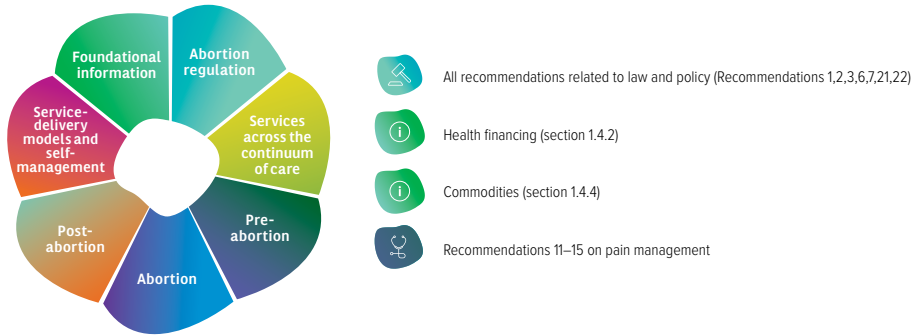 Foundational
information
Abortion
regulation
Services
across the
continuum
of care
Pre-
abortion
Abortion
Post-
abortion
Service-
delivery
models and
self-
management
All recommendations related to law and policy (Recommendations 1,2,3,6,7,21,22)
Health financing (section 1.4.2)
Commodities (section 1.4.4)
Recommendations 11–15 on pain management